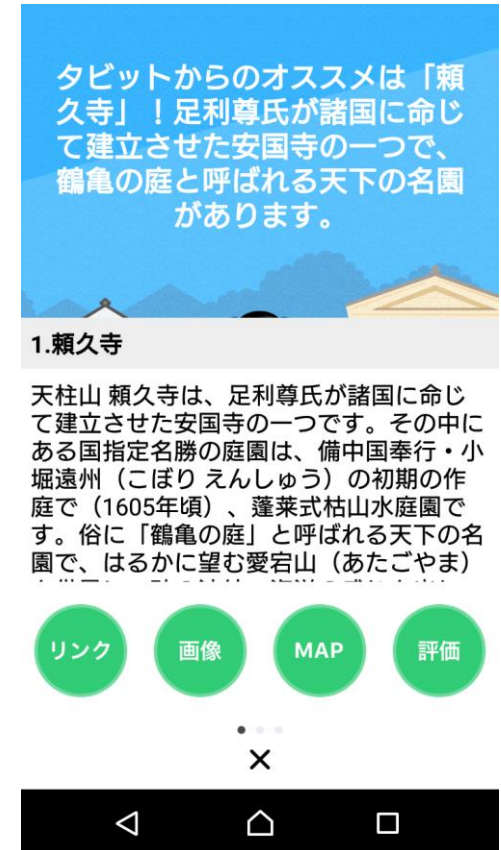 タビットからのオススメは「頼
久寺」！足利尊氏が諸国に命じ
て建立させた安国寺の一つで、
鶴亀の庭と呼ばれる天下の名園
があります。
1.頼久寺
天柱山 頼久寺は、足利尊氏が諸国に命じ
て建立させた安国寺の一つです。その中に
ある国指定名勝の庭園は、備中国奉行・小
堀遠州（こぼり えんしゅう）の初期の作
庭で（1605年頃）、蓬莱式枯山水庭園で
す。俗に「鶴亀の庭」と呼ばれる天下の名
園で、はるかに望む愛宕山（あたごやま）
リンク
画像
MAP
評価